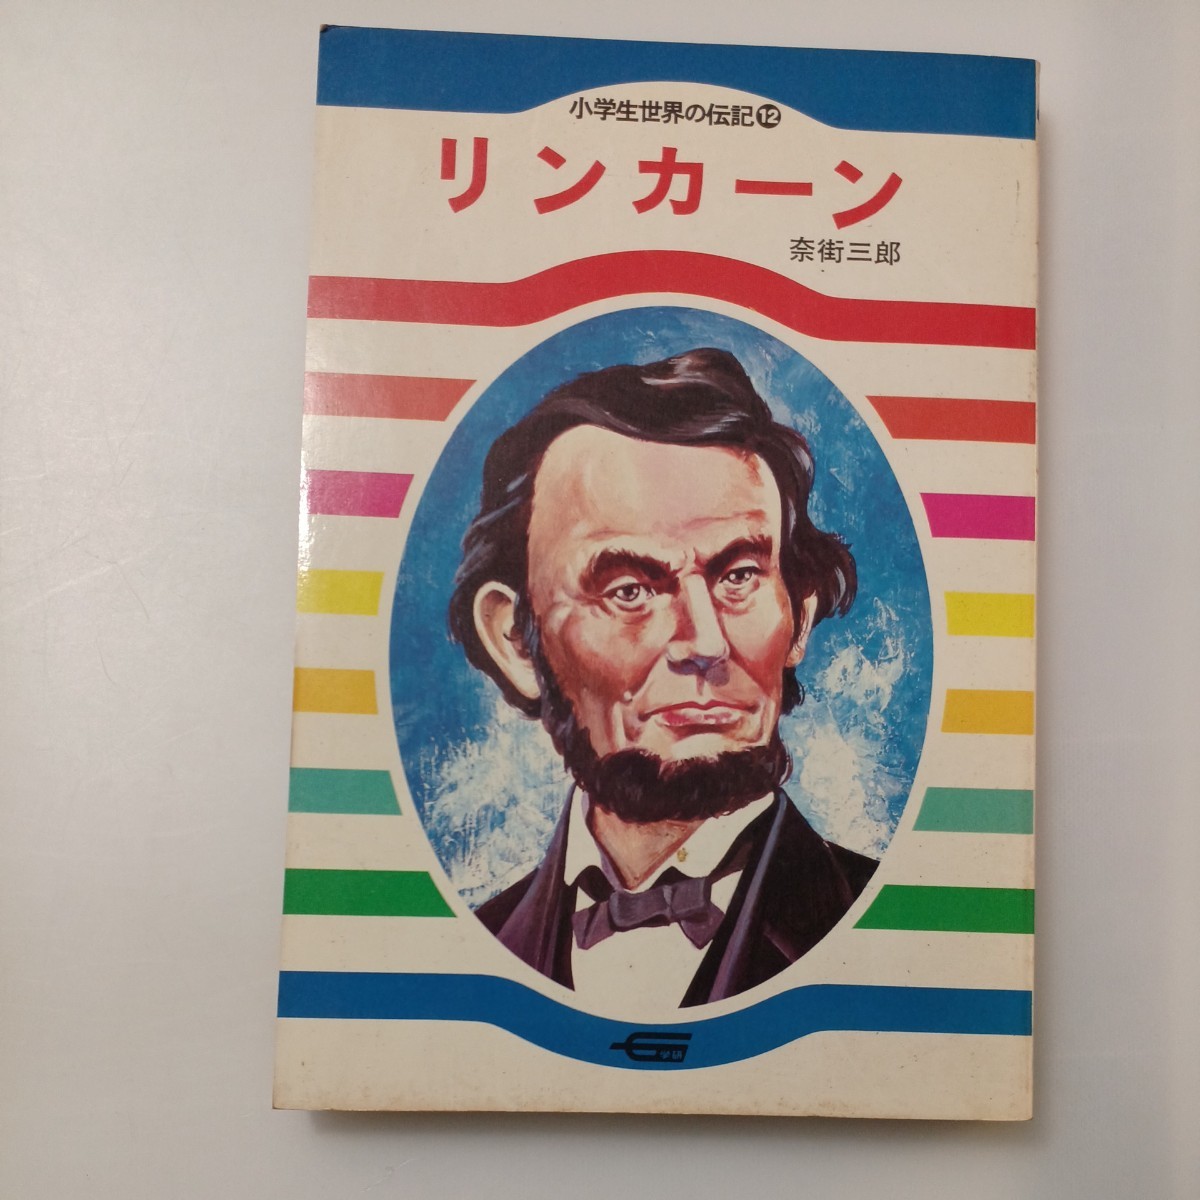 小学生世界の伝記⑫
リンカーン
奈街三郎
学研